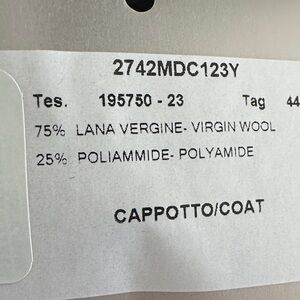 2742MDC123Y
Tes. 195750 - 23 Tag 44
75% LANA VERGINE- VIRGIN WOOL
25% POLIAMMIDE- POLYAMIDE
CAPPOTTO/COAT